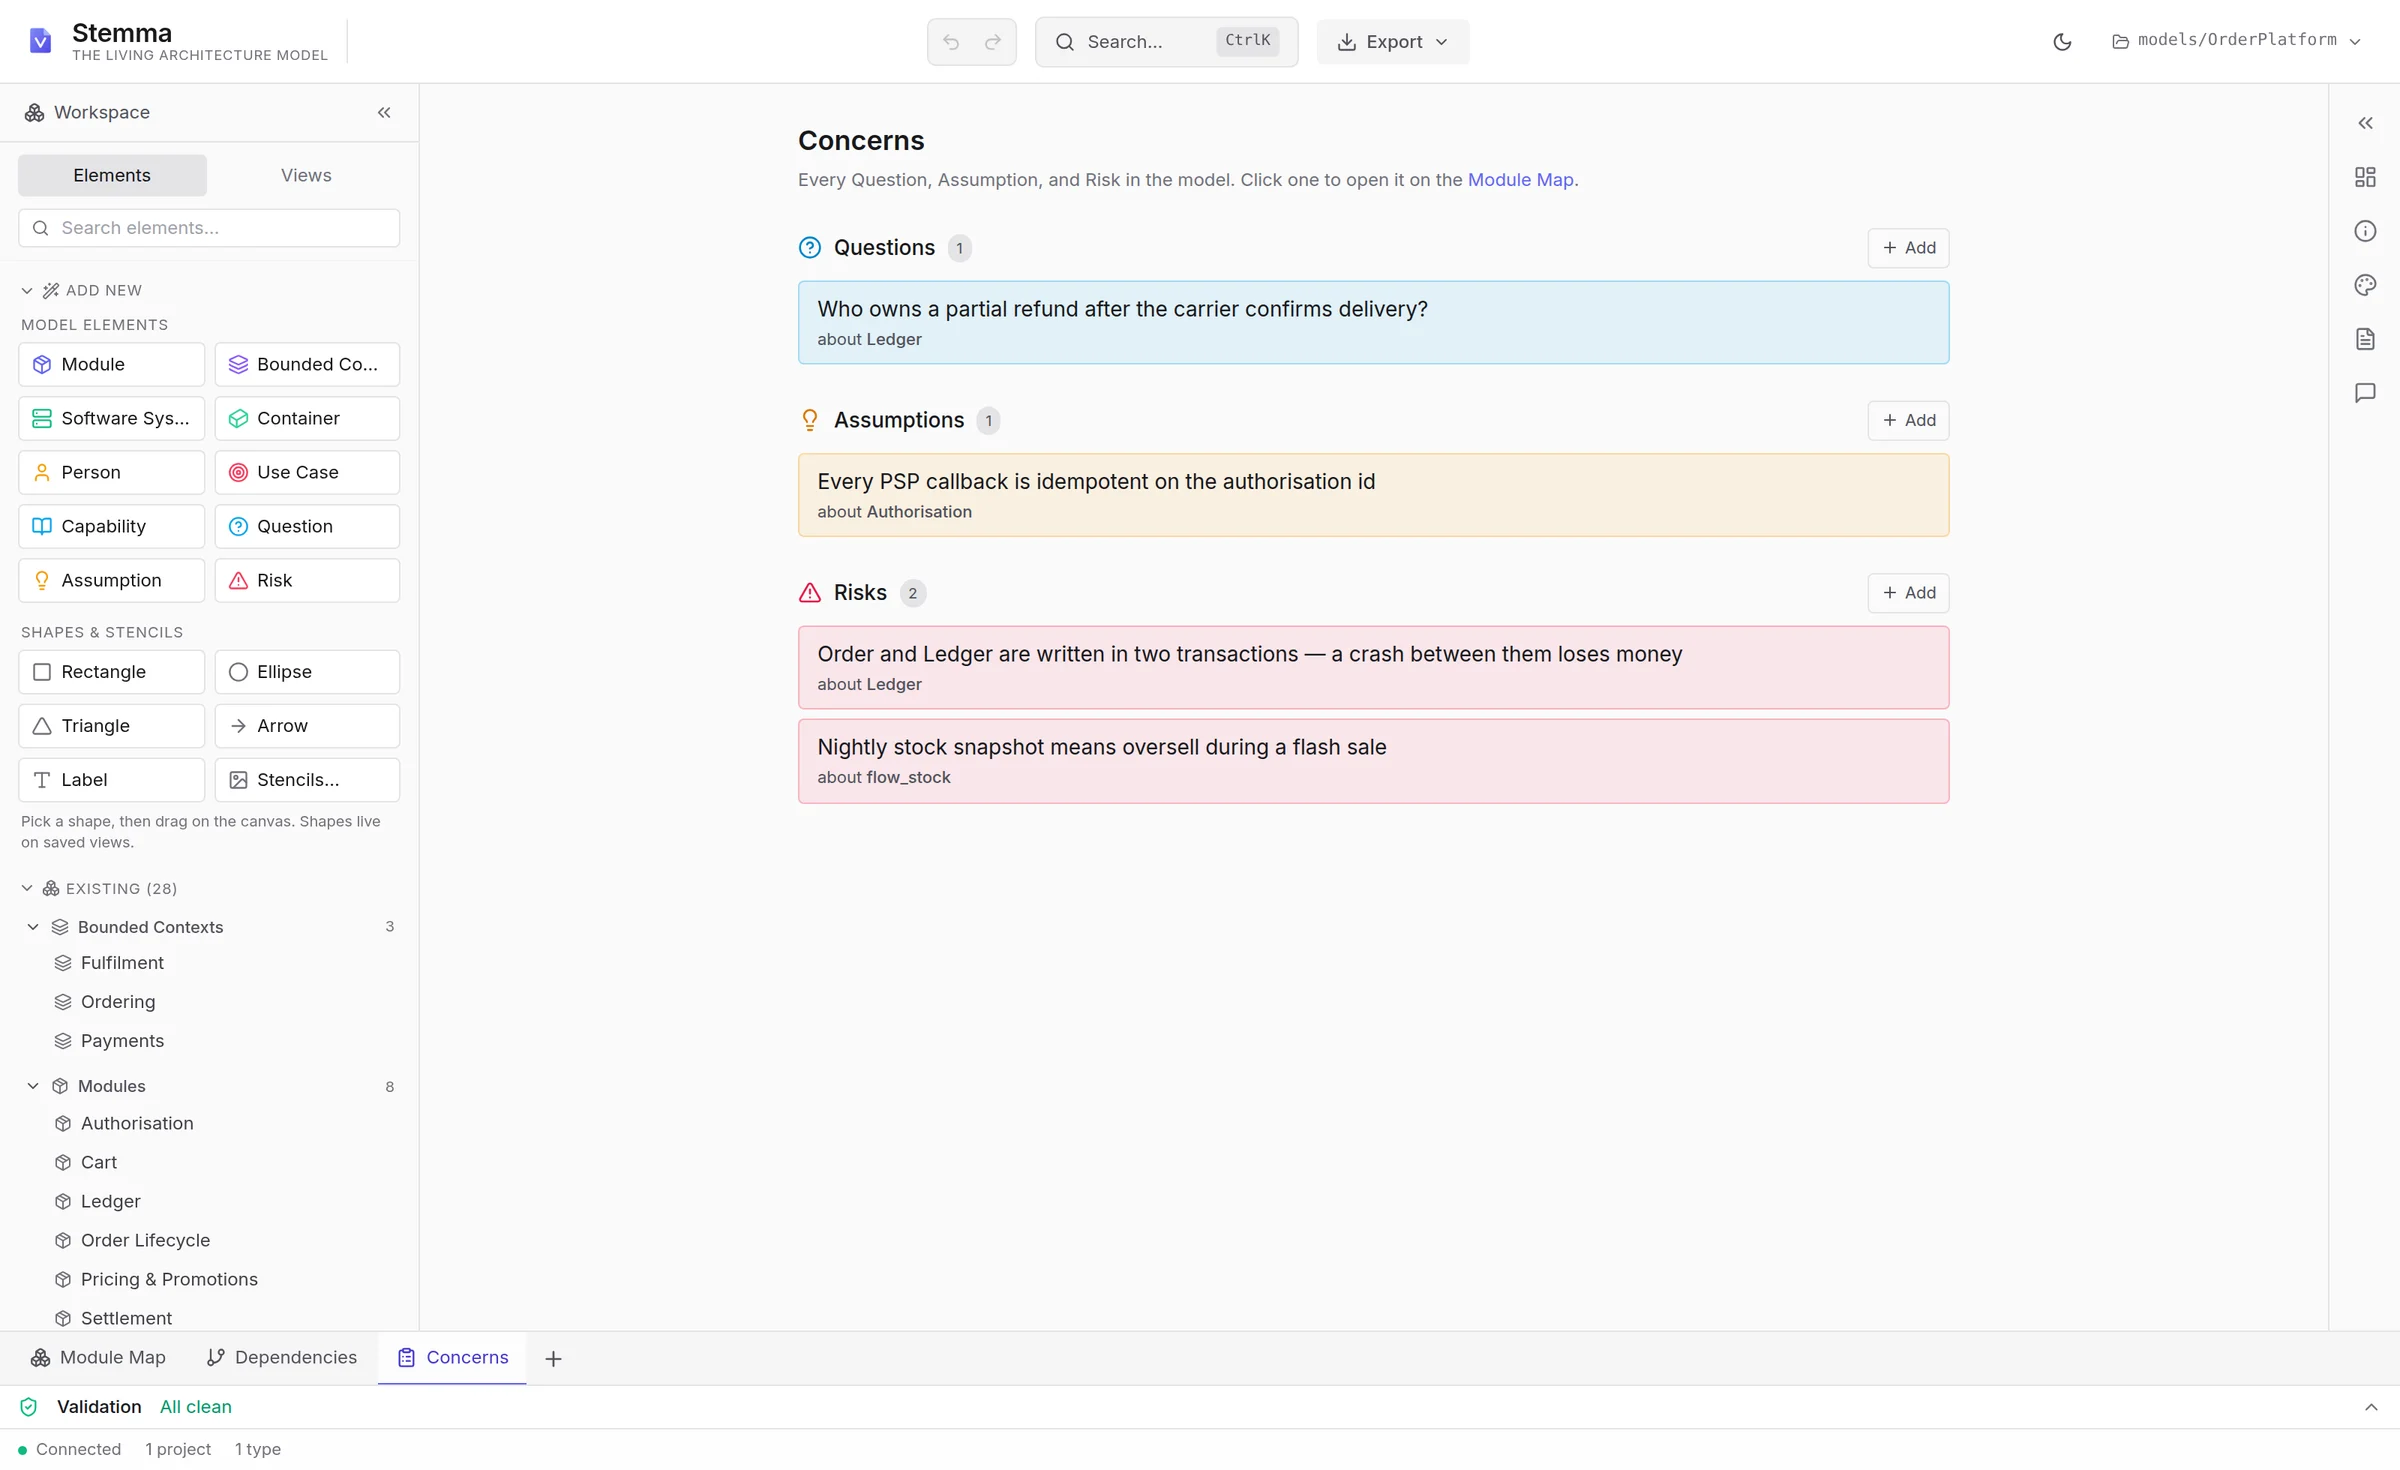 Stemma
THE LIVING ARCHITECTURE MODEL
Search...
CtrlK
Export
models/OrderPlatform
Workspace
Elements
Views
Search elements...
ADD NEW
MODEL ELEMENTS
Module
Bounded Co...
Software Sys...
Container
Person
Use Case
Capability
Question
Assumption
Risk
SHAPES & STENCILS
Rectangle
Ellipse
Triangle
Arrow
Label
Stencils...
Pick a shape, then drag on the canvas. Shapes live
on saved views.
EXISTING (28)
Bounded Contexts 3
Fulfilment
Ordering
Payments
Modules 8
Authorisation
Cart
Ledger
Order Lifecycle
Pricing & Promotions
Settlement
Concerns
Every Question, Assumption, and Risk in the model. Click one to open it on the Module Map.
Questions 1
Add
Who owns a partial refund after the carrier confirms delivery?
about Ledger
Assumptions 1
Add
Every PSP callback is idempotent on the authorisation id
about Authorisation
Risks 2
Add
Order and Ledger are written in two transactions — a crash between them loses money
about Ledger
Nightly stock snapshot means oversell during a flash sale
about flow_stock
Module Map
Dependencies
Concerns
Validation All clean
Connected 1 project 1 type